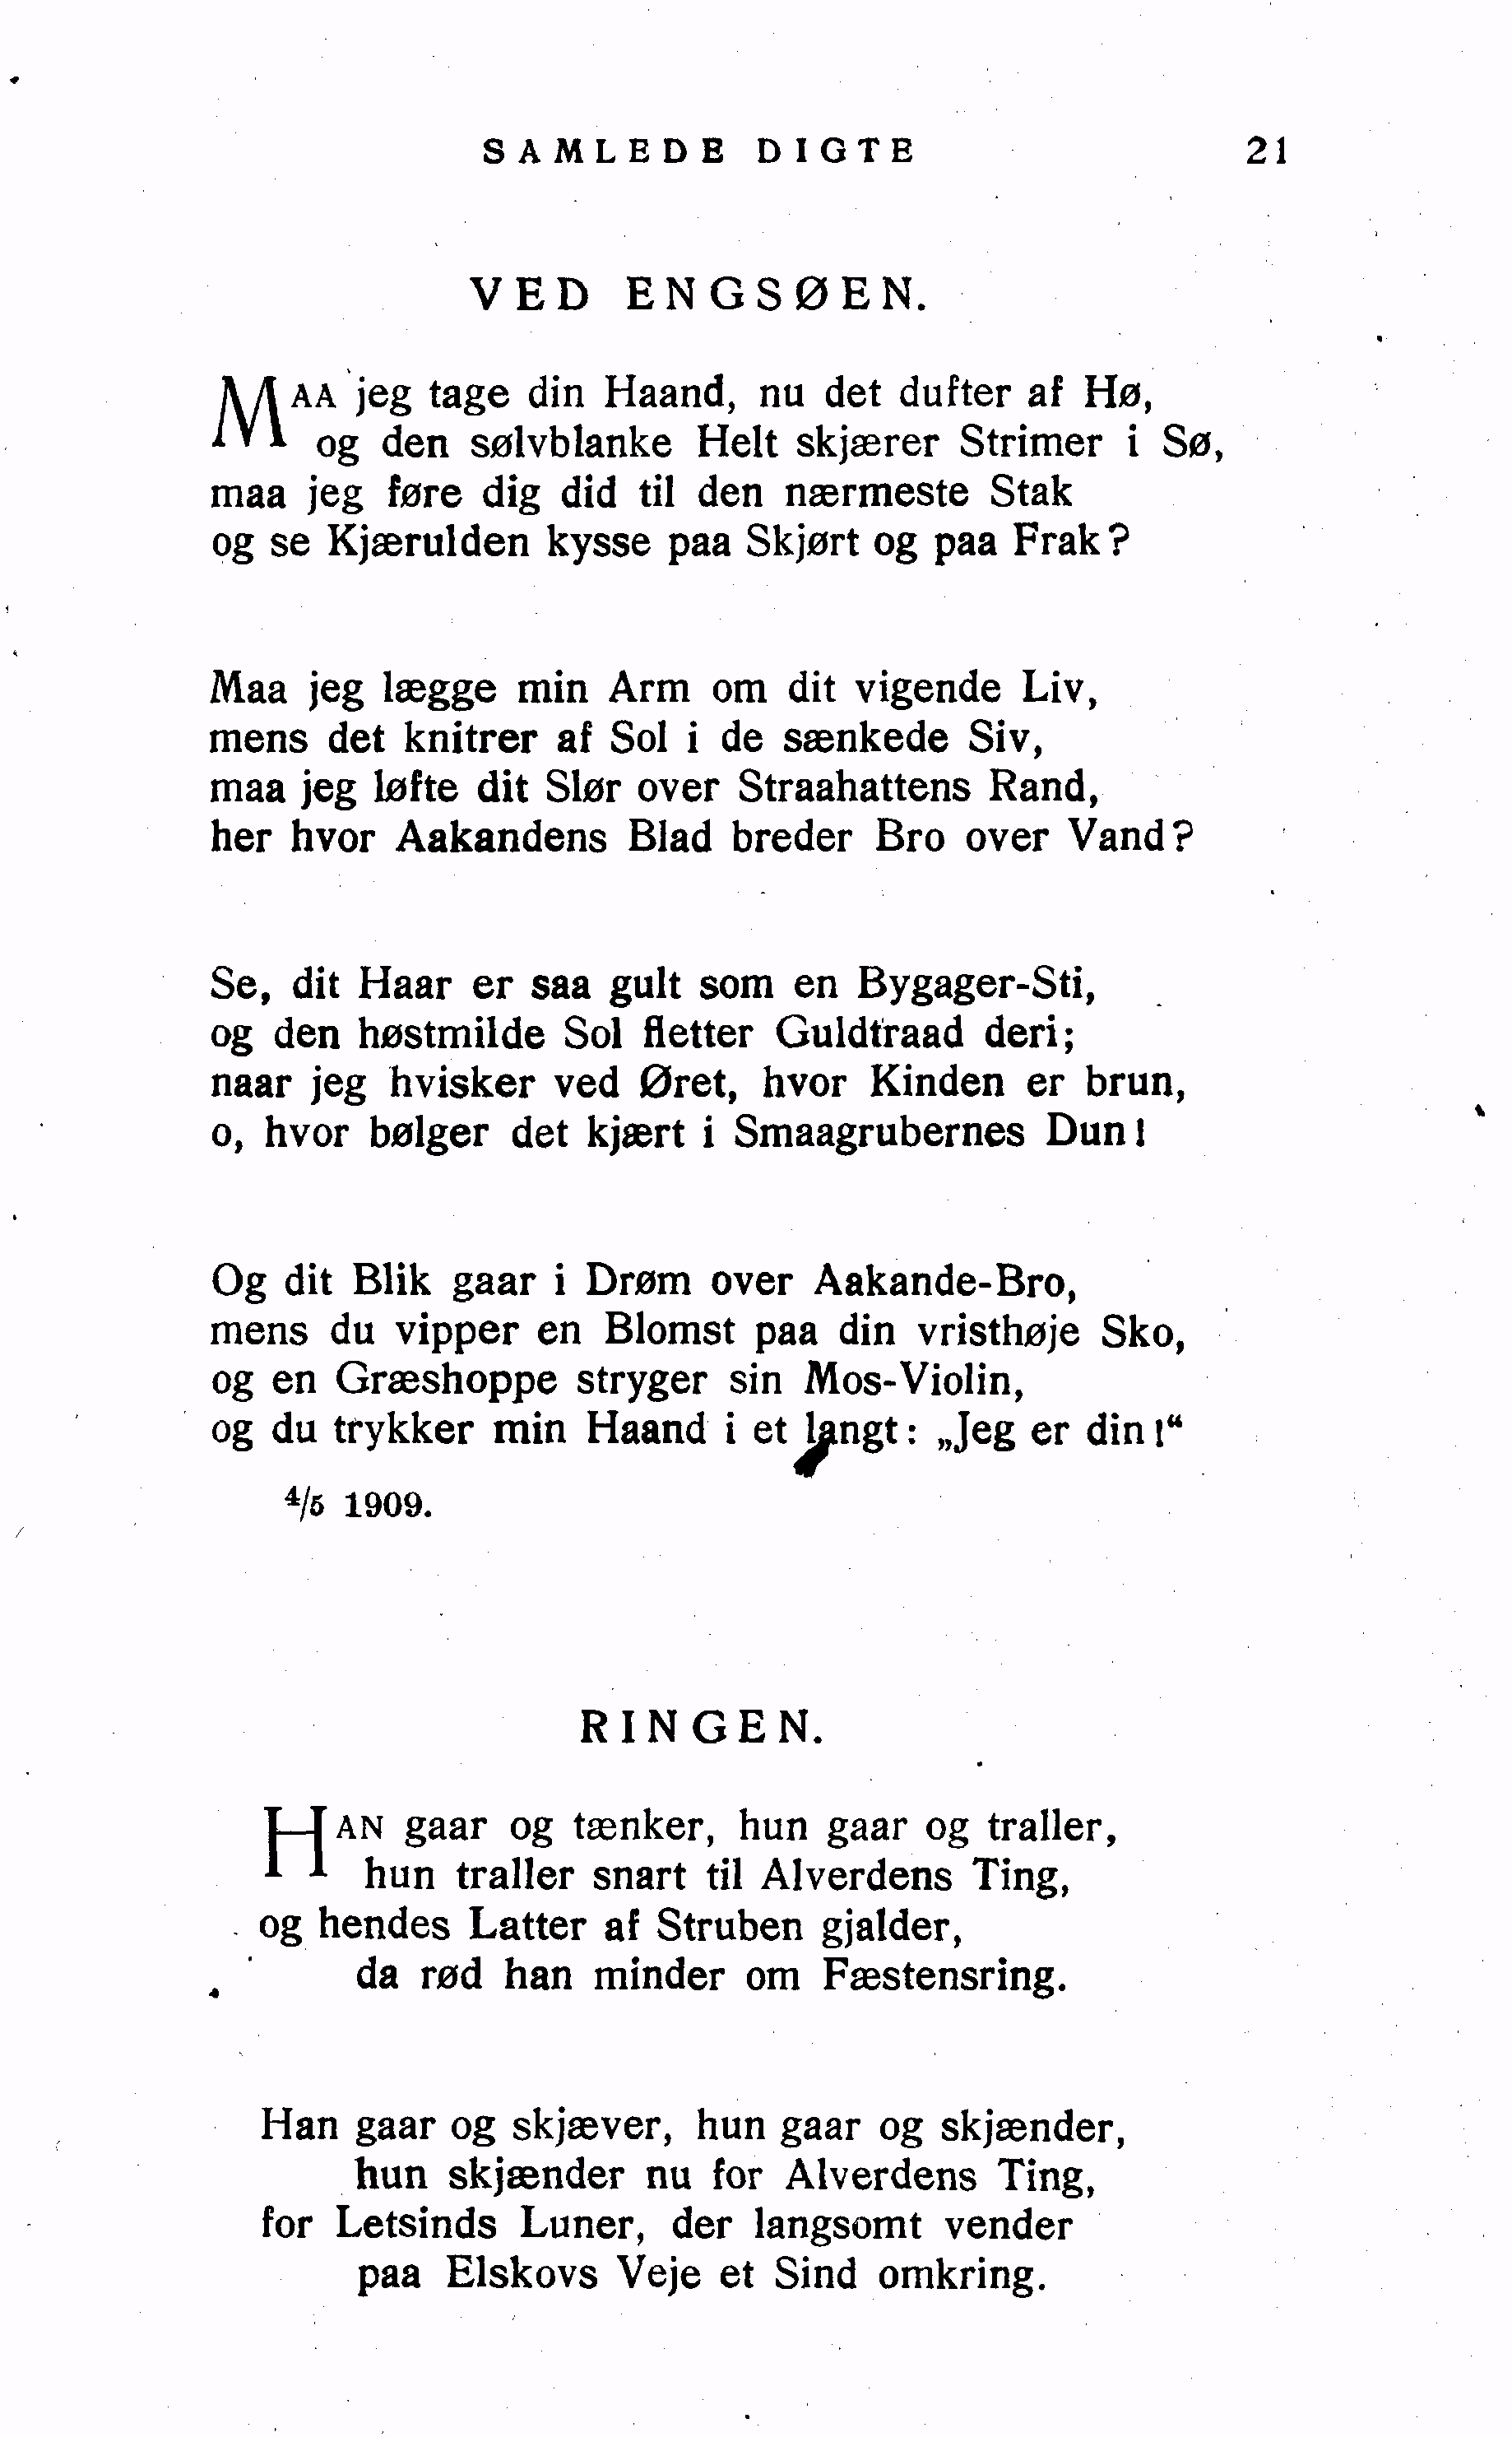 SAMLEDE DIGTE 21
VED ENGSØEN.
MAA jeg tage din Haand, nu det dufter af Hø,
og den sølvblanke Helt skjærer Strimer i Sø,
maa jeg føre dig did til den nærmeste Stak
og se Kjærulden kysse paa Skjørt og paa Frak?
Maa jeg lægge min Arm om dit vigende Liv,
mens det knitrer af Sol i de sænkede Siv,
maa jeg løfte dit Slør over Straahattens Rand,
her hvor Aakandens Blad breder Bro over Vand?
Se, dit Haar er saa gult som en Bygager-Sti,
og den høstmilde Sol fletter Guldtraad deri;
naar jeg hvisker ved Øret, hvor Kinden er brun,
o, hvor bølger det kjært i Smaagrubernes Dun!
Og dit Blik gaar i Drøm over Aakande-Bro,
mens du vipper en Blomst paa din vristhøje Sko,
og en Græshoppe stryger sin Mos-Violin,
og du trykker min Haand i et langt: „Jeg er din!“
4/5 1909.
RINGEN.
HAN gaar og tænker, hun gaar og traller,
hun traller snart til Alverdens Ting,
og hendes Latter af Struben gjalder,
da rød han minder om Fæstensring.
Han gaar og skjæver, hun gaar og skjænder,
hun skjænder nu for Alverdens Ting,
for Letsinds Luner, der langsomt vender
paa Elskovs Veje et Sind omkring.